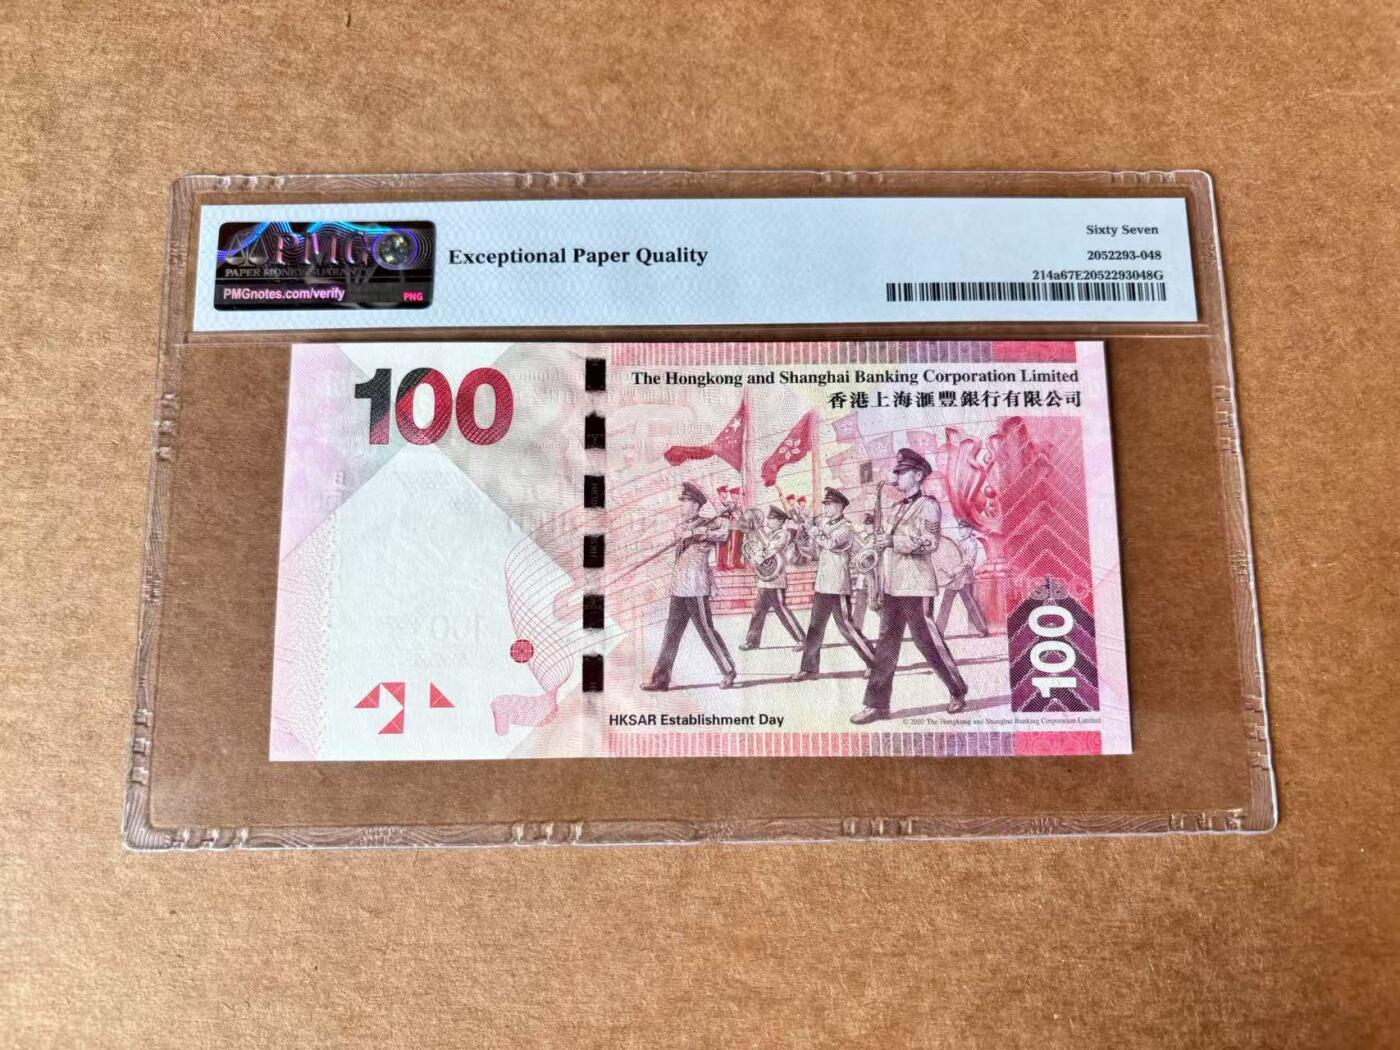 PMG
PAPER MONEY GUARANTY
PMGnotes.com/verify
PNG
Exceptional Paper Quality
Sixty Seven
2052293-048
214a67E2052293048G
100
The Hongkong and Shanghai Banking Corporation Limited
香港上海滙豐銀行有限公司
HSBC
100
HKSAR Establishment Day
© 2010 The Hongkong and Shanghai Banking Corporation Limited